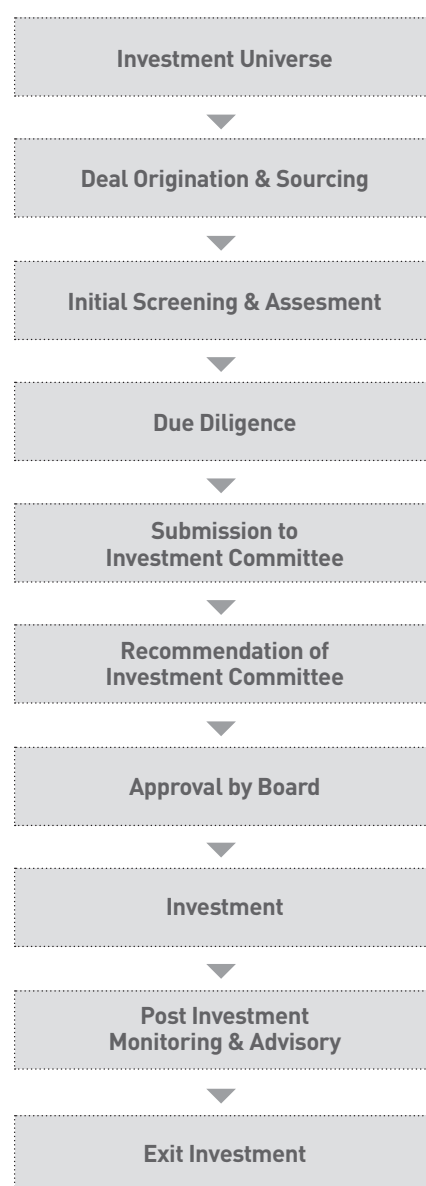 Investment Universe
Deal Origination & Sourcing
Initial Screening & Assesment
Due Diligence
Submission to
Investment Committee
Recommendation of
Investment Committee
Approval by Board
Investment
Post Investment
Monitoring & Advisory
Exit Investment